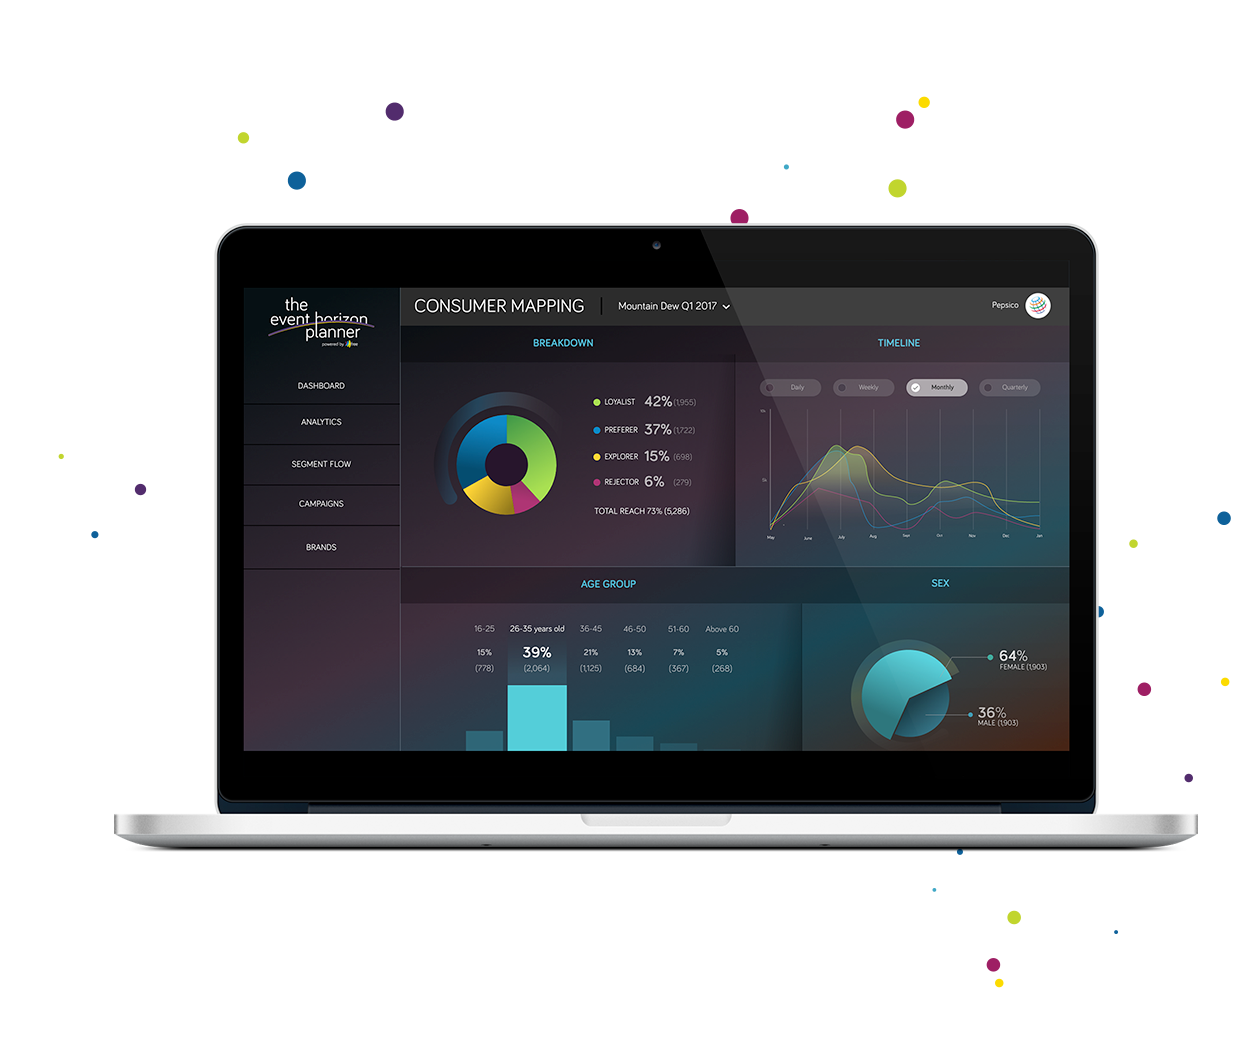 the
event horizon
planner
powered by
DASHBOARD
ANALYTICS
SEGMENT FLOW
CAMPAIGNS
BRANDS
CONSUMER MAPPING
Mountain Dew Q1 2017
Pepsico
BREAKDOWN
LOYALIST 42% (1,955)
PREFERER 37% (1,722)
EXPLORER 15% (698)
REJECTOR 6% (279)
TOTAL REACH 73% (5,286)
TIMELINE
Daily Weekly Monthly Quarterly
May June July Aug Sept Oct Nov Dec Jan
AGE GROUP
16-25 26-35 years old 36-45 46-50 51-60 Above 60
15% 39% 21% 13% 7% 5%
(778) (2,064) (1,125) (684) (367) (268)
SEX
64%
FEMALE (1,903)
36%
MALE (1,903)